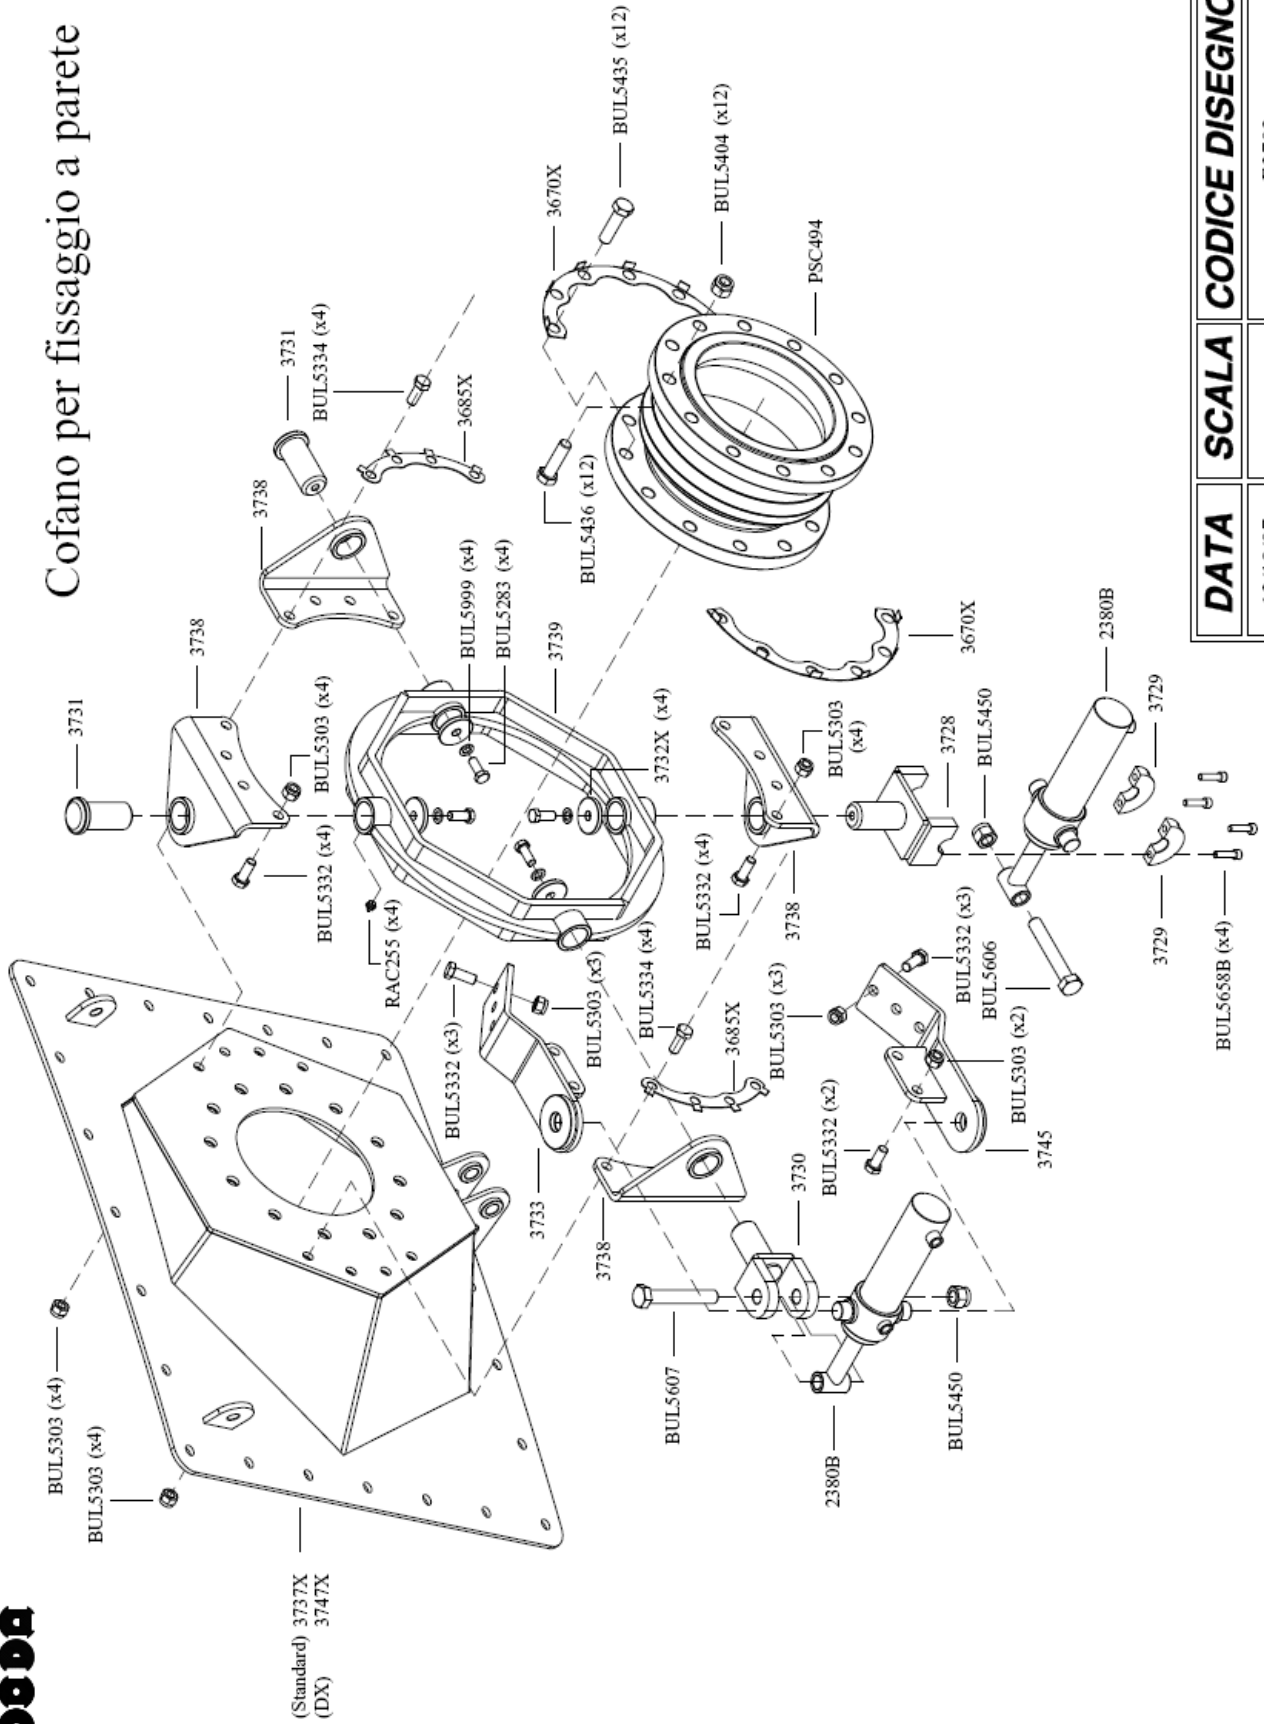 Cofano per fissaggio a parete
BUL5435 (x12)
3670X
BUL5404 (x12)
PSC494
3731
BUL5334 (x4)
3685X
3738
BUL5436 (x12)
3738
3731
BUL5303 (x4)
BUL5332 (x4)
RAC255 (x4)
BUL5999 (x4)
BUL5283 (x4)
3739
3732X (x4)
3670X
BUL5303
(x4)
3728
BUL5450
2380B
3729
3729
BUL5658B (x4)
BUL5332 (x4)
3738
BUL5334 (x4)
3685X
BUL5303 (x3)
BUL5332 (x3)
BUL5606
BUL5303 (x2)
3745
BUL5332 (x2)
BUL5332 (x3)
BUL5303 (x3)
3733
3738
3730
BUL5607
2380B
BUL5450
BUL5303 (x4)
BUL5303 (x4)
(Standard) 3737X
(DX) 3747X
DATA SCALA CODICE DISEGNO